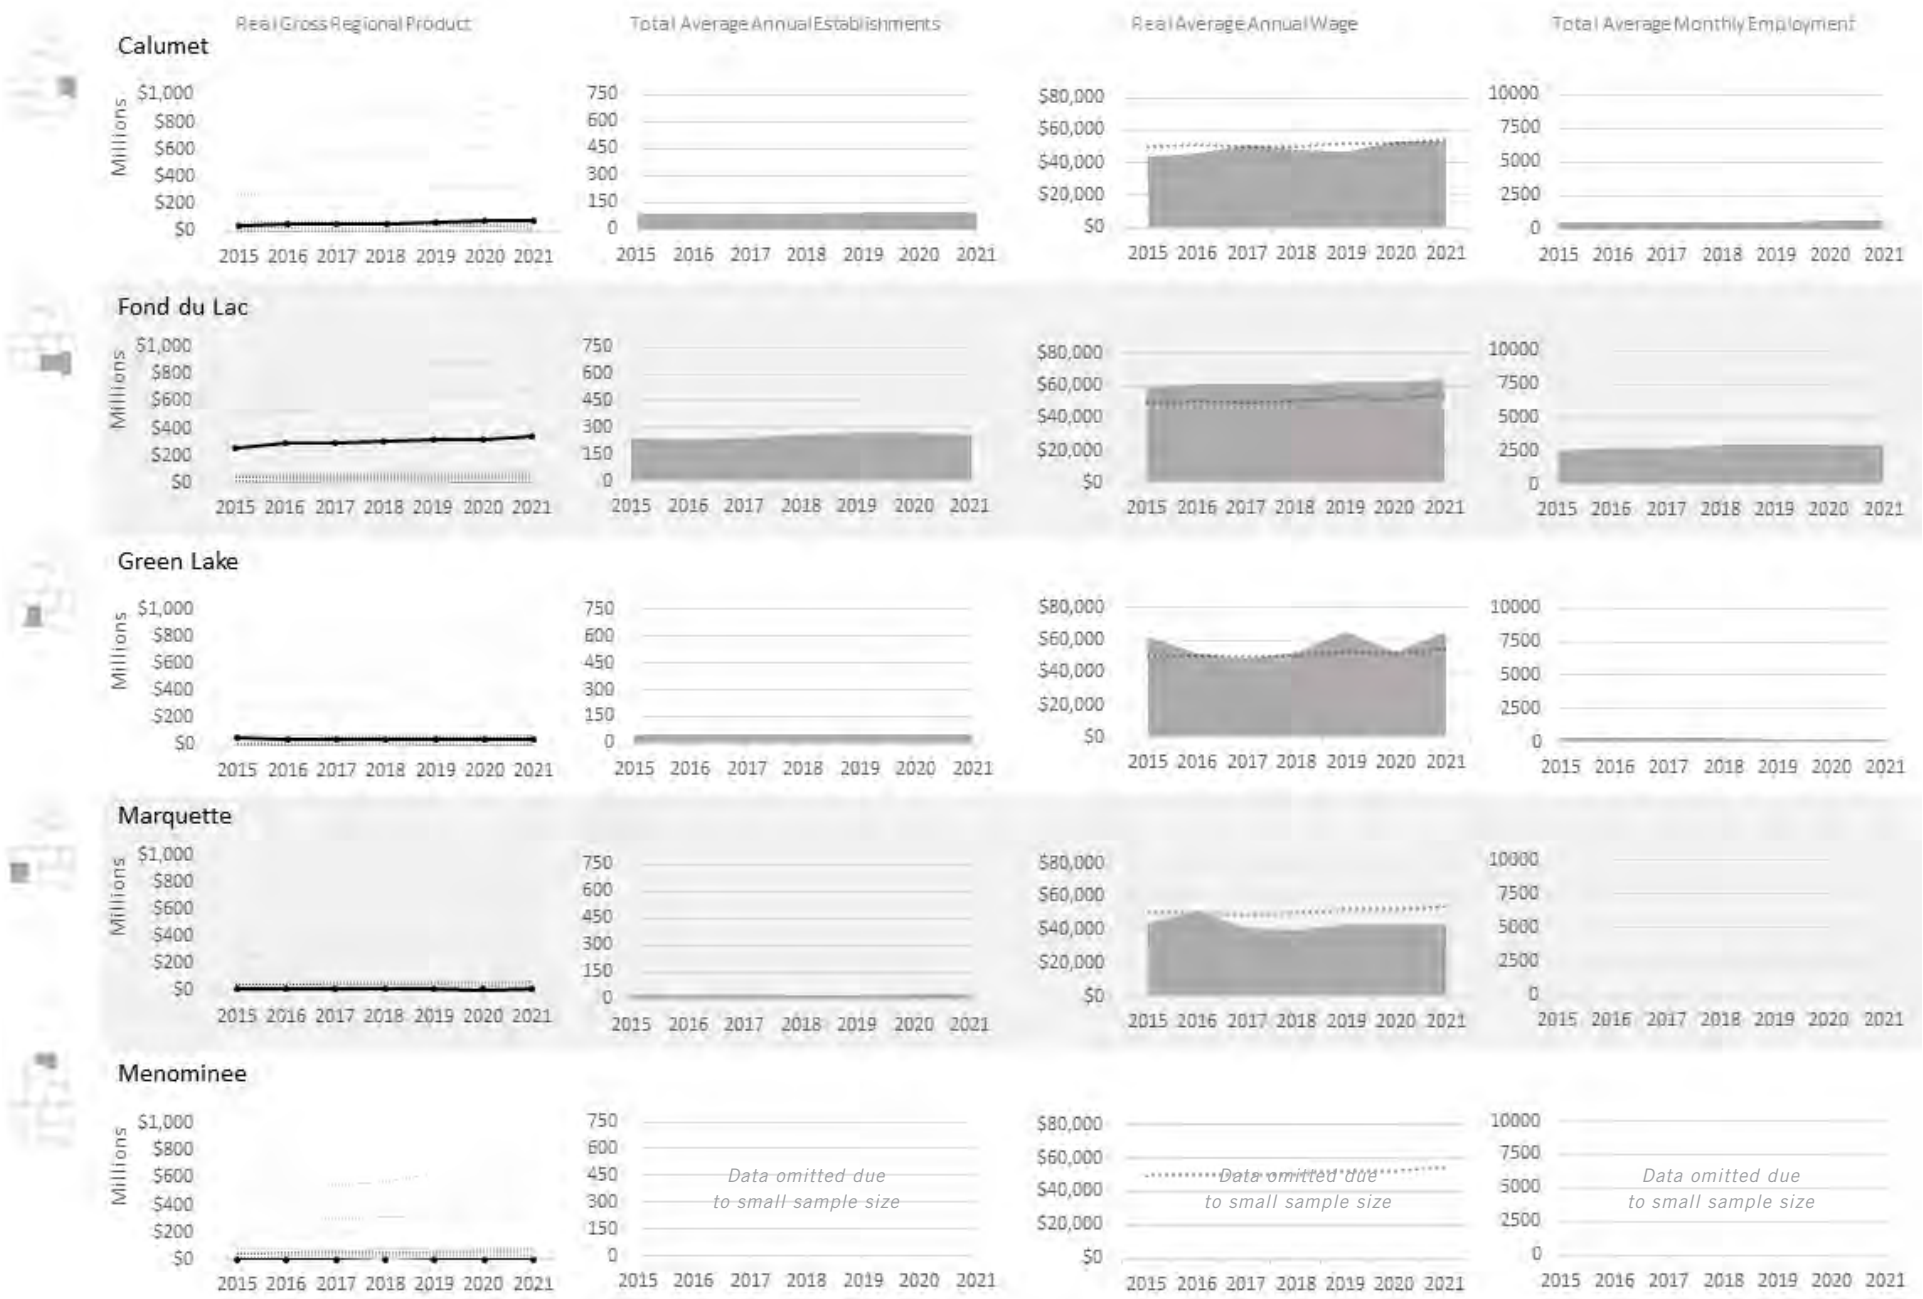 Real Gross Regional Product Total Average Annual Establishments Real Average Annual Wage Total Average Monthly Employment
Calumet
Millions
$1,000
$800
$600
$400
$200
$0
2015 2016 2017 2018 2019 2020 2021
750
600
450
300
150
0
2015 2016 2017 2018 2019 2020 2021
$80,000
$60,000
$40,000
$20,000
$0
2015 2016 2017 2018 2019 2020 2021
10000
7500
5000
2500
0
2015 2016 2017 2018 2019 2020 2021
Fond du Lac
Millions
$1,000
$800
$600
$400
$200
$0
2015 2016 2017 2018 2019 2020 2021
750
600
450
300
150
0
2015 2016 2017 2018 2019 2020 2021
$80,000
$60,000
$40,000
$20,000
$0
2015 2016 2017 2018 2019 2020 2021
10000
7500
5000
2500
0
2015 2016 2017 2018 2019 2020 2021
Green Lake
Millions
$1,000
$800
$600
$400
$200
$0
2015 2016 2017 2018 2019 2020 2021
750
600
450
300
150
0
2015 2016 2017 2018 2019 2020 2021
$80,000
$60,000
$40,000
$20,000
$0
2015 2016 2017 2018 2019 2020 2021
10000
7500
5000
2500
0
2015 2016 2017 2018 2019 2020 2021
Marquette
Millions
$1,000
$800
$600
$400
$200
$0
2015 2016 2017 2018 2019 2020 2021
750
600
450
300
150
0
2015 2016 2017 2018 2019 2020 2021
$80,000
$60,000
$40,000
$20,000
$0
2015 2016 2017 2018 2019 2020 2021
10000
7500
5000
2500
0
2015 2016 2017 2018 2019 2020 2021
Menominee
Millions
$1,000
$800
$600
$400
$200
$0
2015 2016 2017 2018 2019 2020 2021
750
600
450
300
150
0
Data omitted due
to small sample size
2015 2016 2017 2018 2019 2020 2021
$80,000
$60,000
$40,000
$20,000
$0
Data omitted due
to small sample size
2015 2016 2017 2018 2019 2020 2021
10000
7500
5000
2500
0
Data omitted due
to small sample size
2015 2016 2017 2018 2019 2020 2021